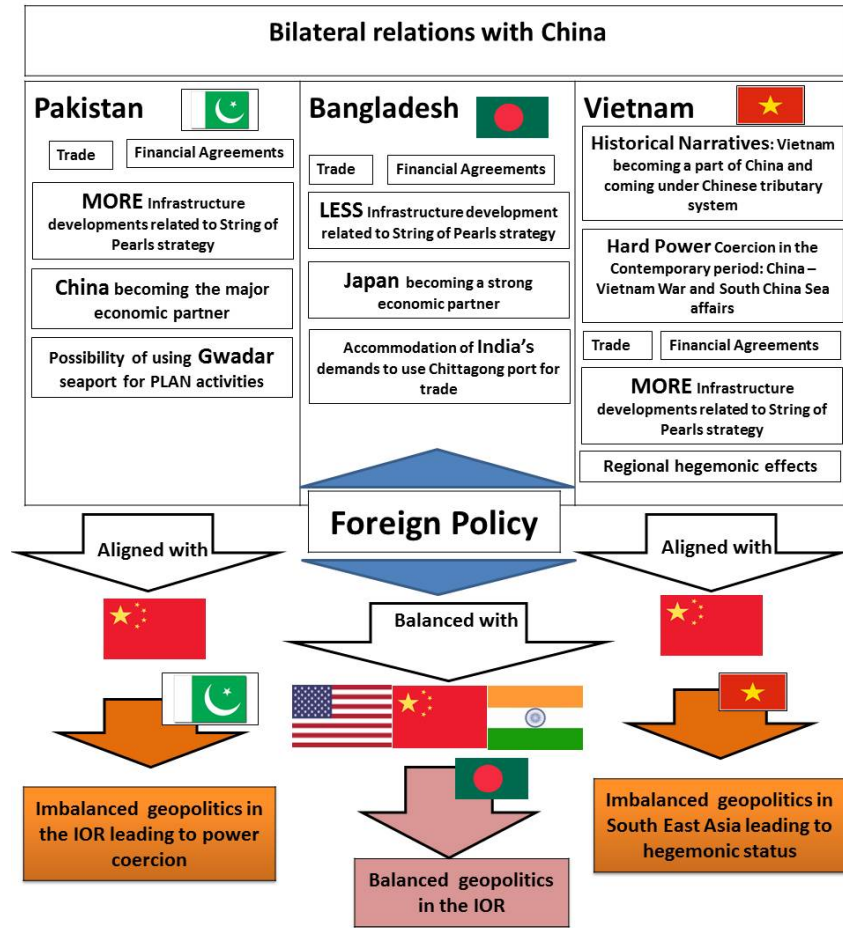 Bilateral relations with China
Pakistan
Trade
Financial Agreements
MORE Infrastructure
developments related to String of
Pearls strategy
China becoming the major
economic partner
Possibility of using Gwadar
seaport for PLAN activities
Bangladesh
Trade
Financial Agreements
LESS Infrastructure development
related to String of Pearls strategy
Japan becoming a strong
economic partner
Accommodation of India's
demands to use Chittagong port for
trade
Vietnam
Historical Narratives: Vietnam
becoming a part of China and
coming under Chinese tributary
system
Hard Power Coercion in the
Contemporary period: China –
Vietnam War and South China Sea
affairs
Trade
Financial Agreements
MORE Infrastructure
developments related to String of
Pearls strategy
Regional hegemonic effects
Foreign Policy
Aligned with
Balanced with
Aligned with
Imbalanced geopolitics in
the IOR leading to power
coercion
Balanced geopolitics
in the IOR
Imbalanced geopolitics in
South East Asia leading to
hegemonic status